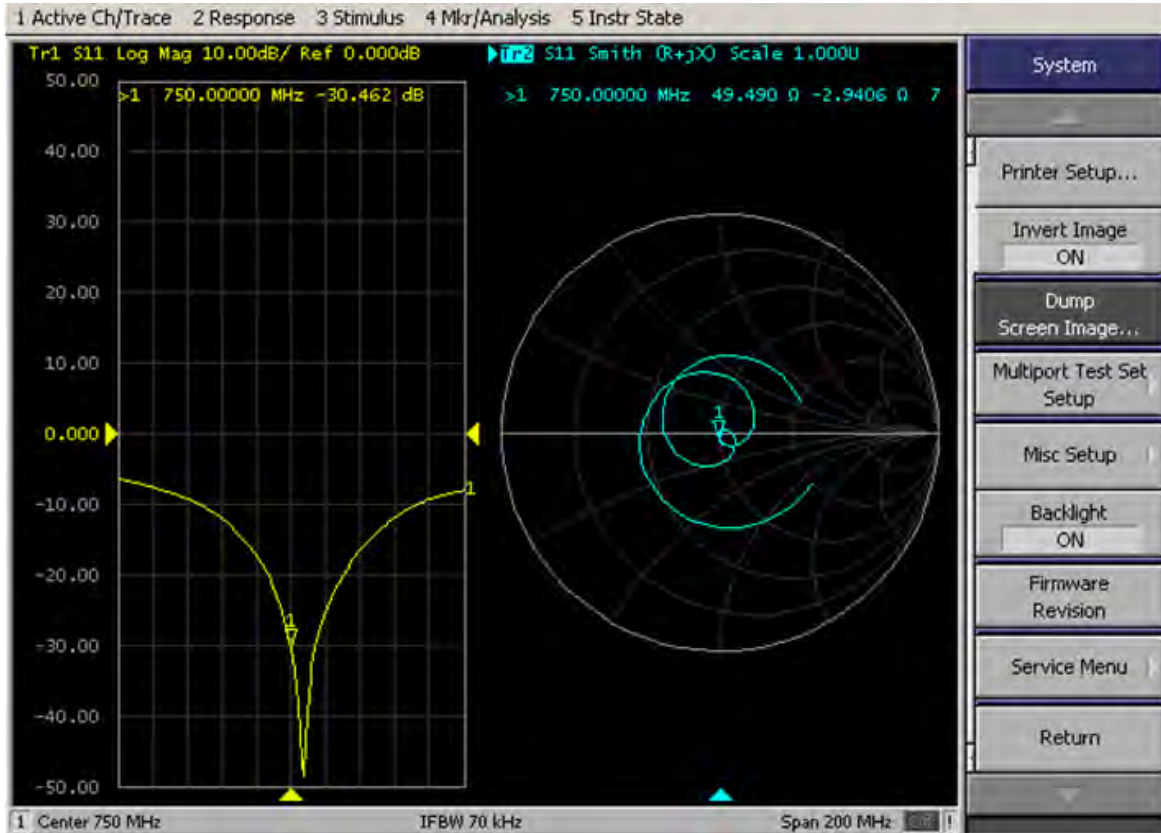 1 Active Ch/Trace 2 Response 3 Stimulus 4 Mkr/Analysis 5 Instr State
Tr1 S11 Log Mag 10.00dB/ Ref 0.000dB
50.00
>1 750.00000 MHz -30.462 dB
40.00
30.00
20.00
10.00
0.000
-10.00
-20.00
-30.00
-40.00
-50.00
1
1
Tr2 S11 Smith (R+jX) Scale 1.000U
>1 750.00000 MHz 49.490 Ω -2.9406 Ω 7
1
System
Printer Setup...
Invert Image
ON
Dump
Screen Image...
Multiport Test Set
Setup
Misc Setup
Backlight
ON
Firmware
Revision
Service Menu
Return
1 Center 750 MHz IFBW 70 kHz Span 200 MHz !